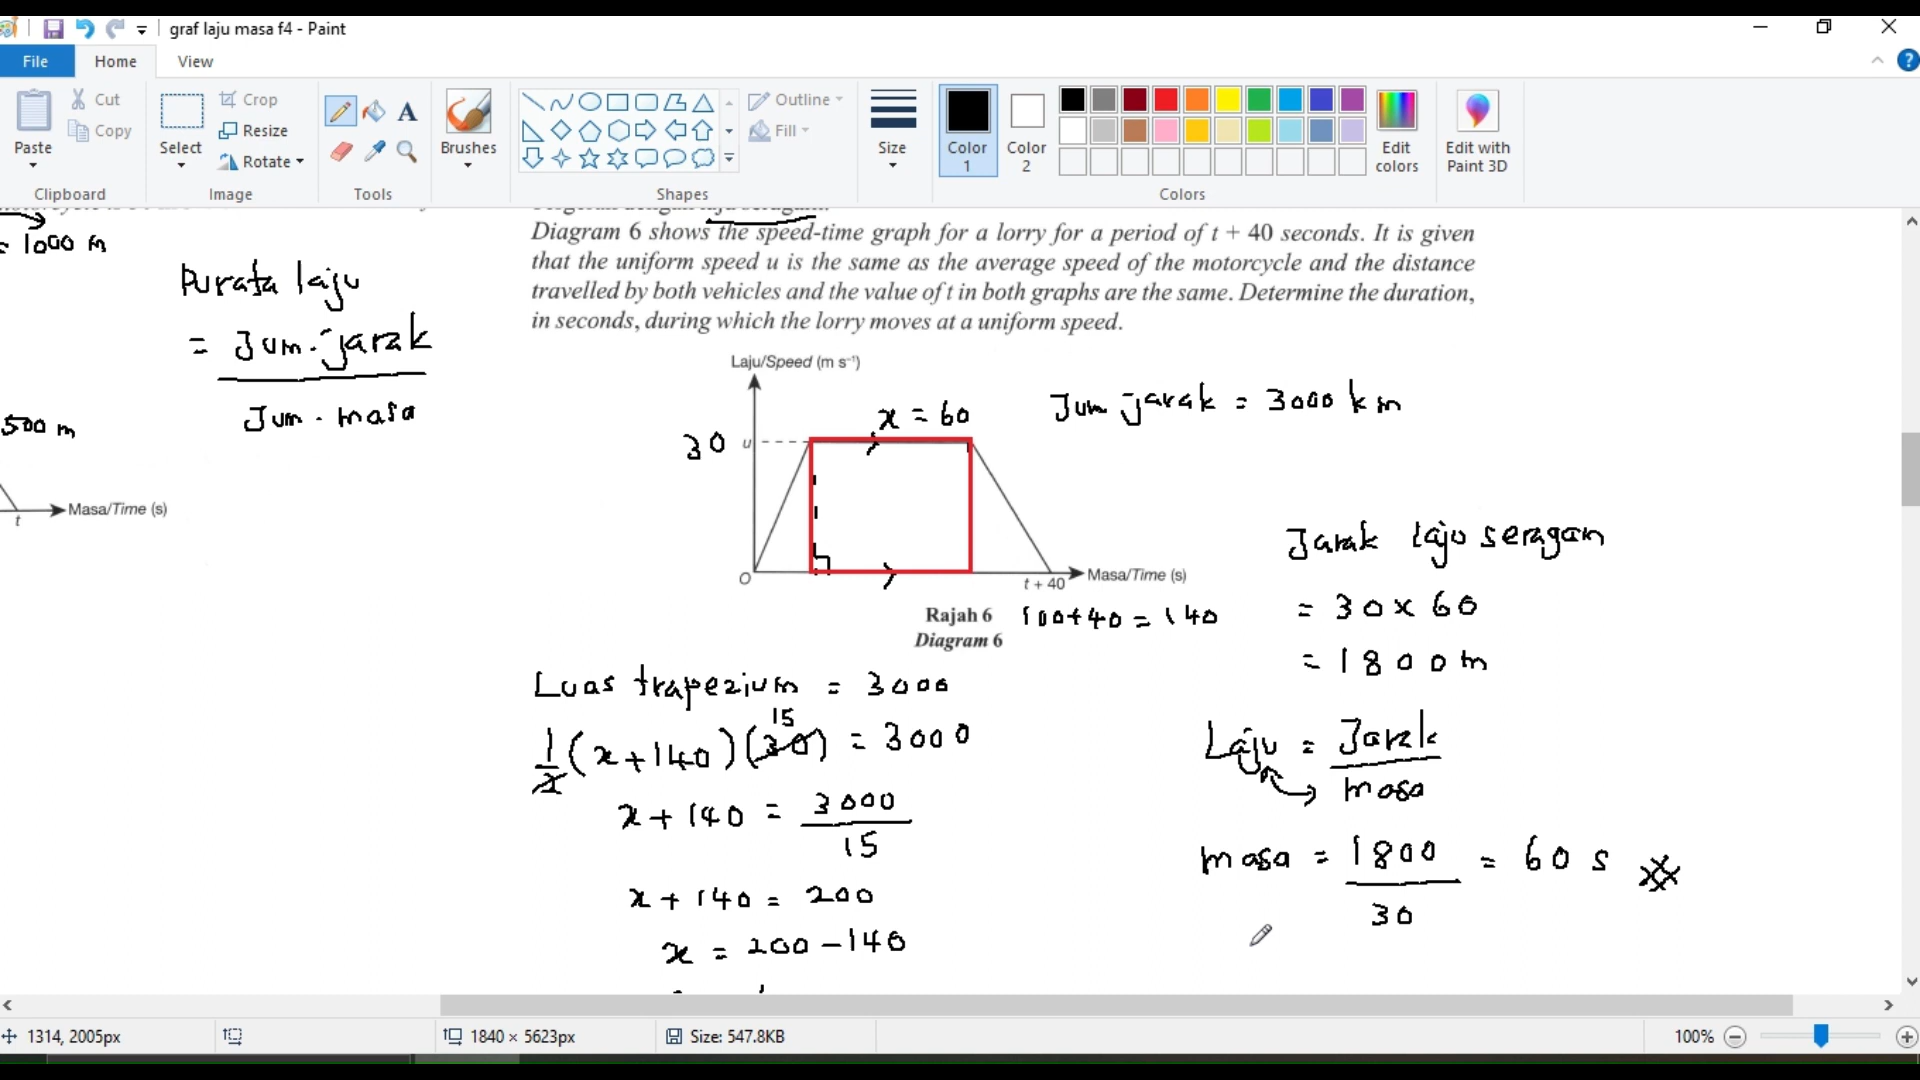 graf laju masa f4 - Paint
File Home View
Paste
Cut
Copy
Clipboard
Select
Crop
Resize
Rotate
Image
A
Tools
Brushes
Shapes
Outline
Fill
Size
Color 1
Color 2
Colors
Edit colors
Edit with Paint 3D
= 1000 m
Purata laju
= Jum. jarak
Jum. masa
500 m
t
Masa/Time (s)
Diagram 6 shows the speed-time graph for a lorry for a period of t + 40 seconds. It is given
that the uniform speed u is the same as the average speed of the motorcycle and the distance
travelled by both vehicles and the value of t in both graphs are the same. Determine the duration,
in seconds, during which the lorry moves at a uniform speed.
Laju/Speed (m s⁻¹)
x = 60
30 u
O
t + 40
Masa/Time (s)
Rajah 6
Diagram 6
100+40 = 140
Jum jarak = 3000 km
Luas trapezium = 3000
15
1/2 (x+140)(30) = 3000
x + 140 = 3000/15
x + 140 = 200
x = 200 - 140
Jarak laju seragam
= 30 x 60
= 1800 m
Laju = Jarak/masa
masa = 1800/30 = 60 s
1314, 2005px
1840 × 5623px
Size: 547.8KB
100%